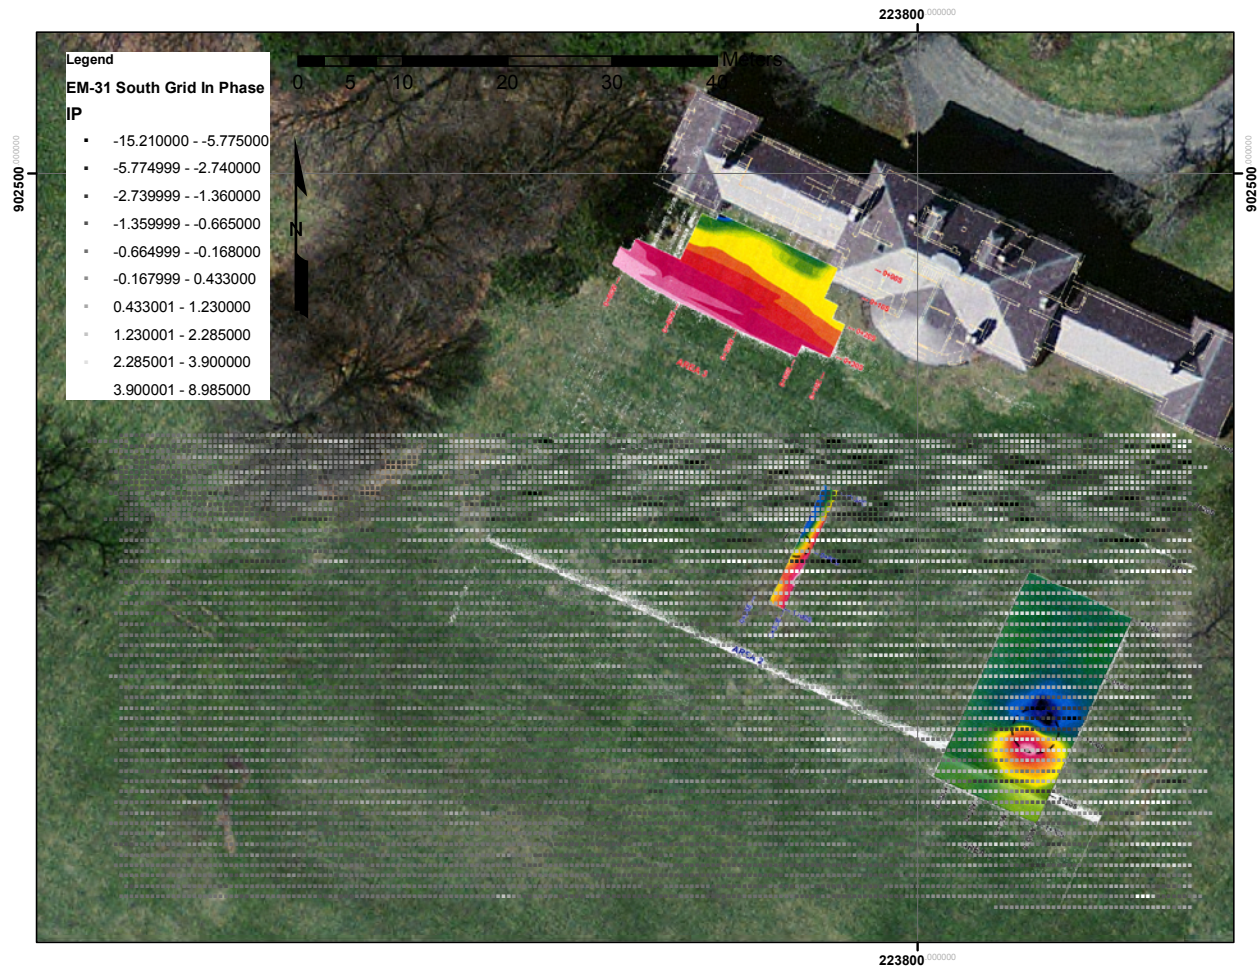 223800.000000
Legend
EM-31 South Grid In Phase
IP
-15.210000 - -5.775000
-5.774999 - -2.740000
-2.739999 - -1.360000
-1.359999 - -0.665000
-0.664999 - -0.168000
-0.167999 - 0.433000
0.433001 - 1.230000
1.230001 - 2.285000
2.285001 - 3.900000
3.900001 - 8.985000
Meters
0 5 10 20 30 40
N
902500.000000
902500.000000
AREA 2
223800.000000